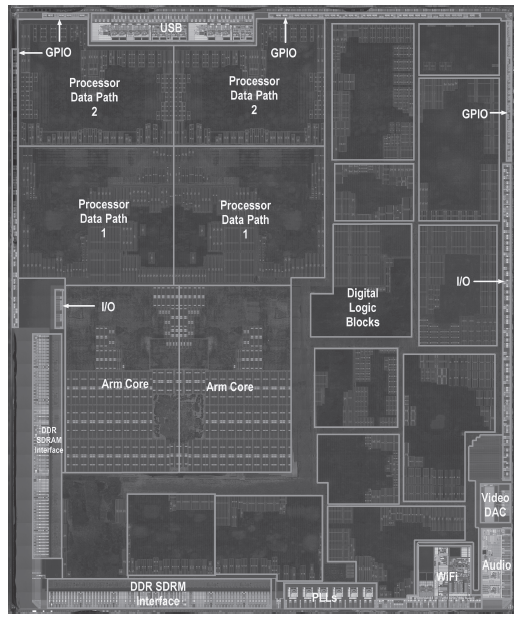 USB
GPIO
GPIO
Processor
Data Path
2
Processor
Data Path
2
GPIO
Processor
Data Path
1
Processor
Data Path
1
I/O
I/O
Digital
Logic
Blocks
Arm Core
Arm Core
DDR
SDRAM
Interface
Video
DAC
Audio
WiFi
DDR SDRM
Interface
PLLs